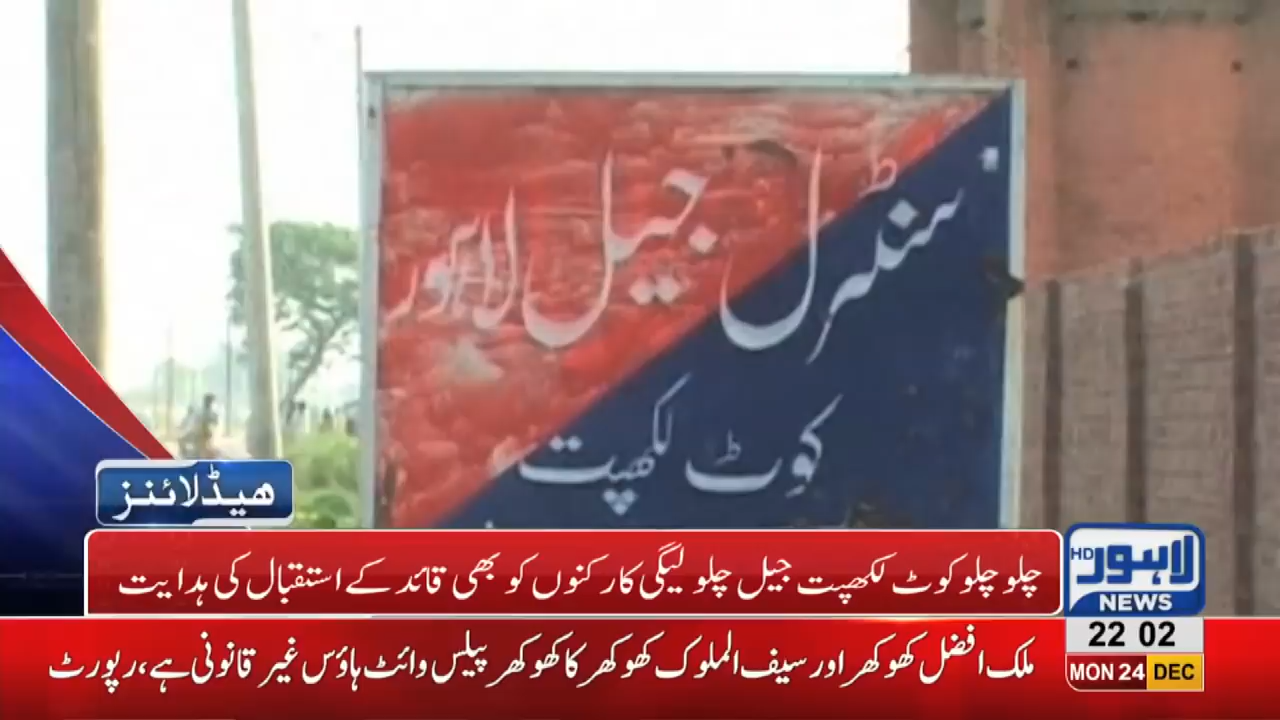 سنٹرل جیل لاہور
کوٹ لکھپت
ھیڈلائنز
چلو چلو کوٹ لکھپت جیل چلو لیگی کارکنوں کو بھی قائد کے استقبال کی ہدایت
ملک افضل کھوکھر اور سیف الملوک کھوکھر کا کھوکھر پیلس وائٹ ہاؤس غیر قانونی ہے، رپورٹ
HD لاہور
NEWS
22 02
MON 24 DEC